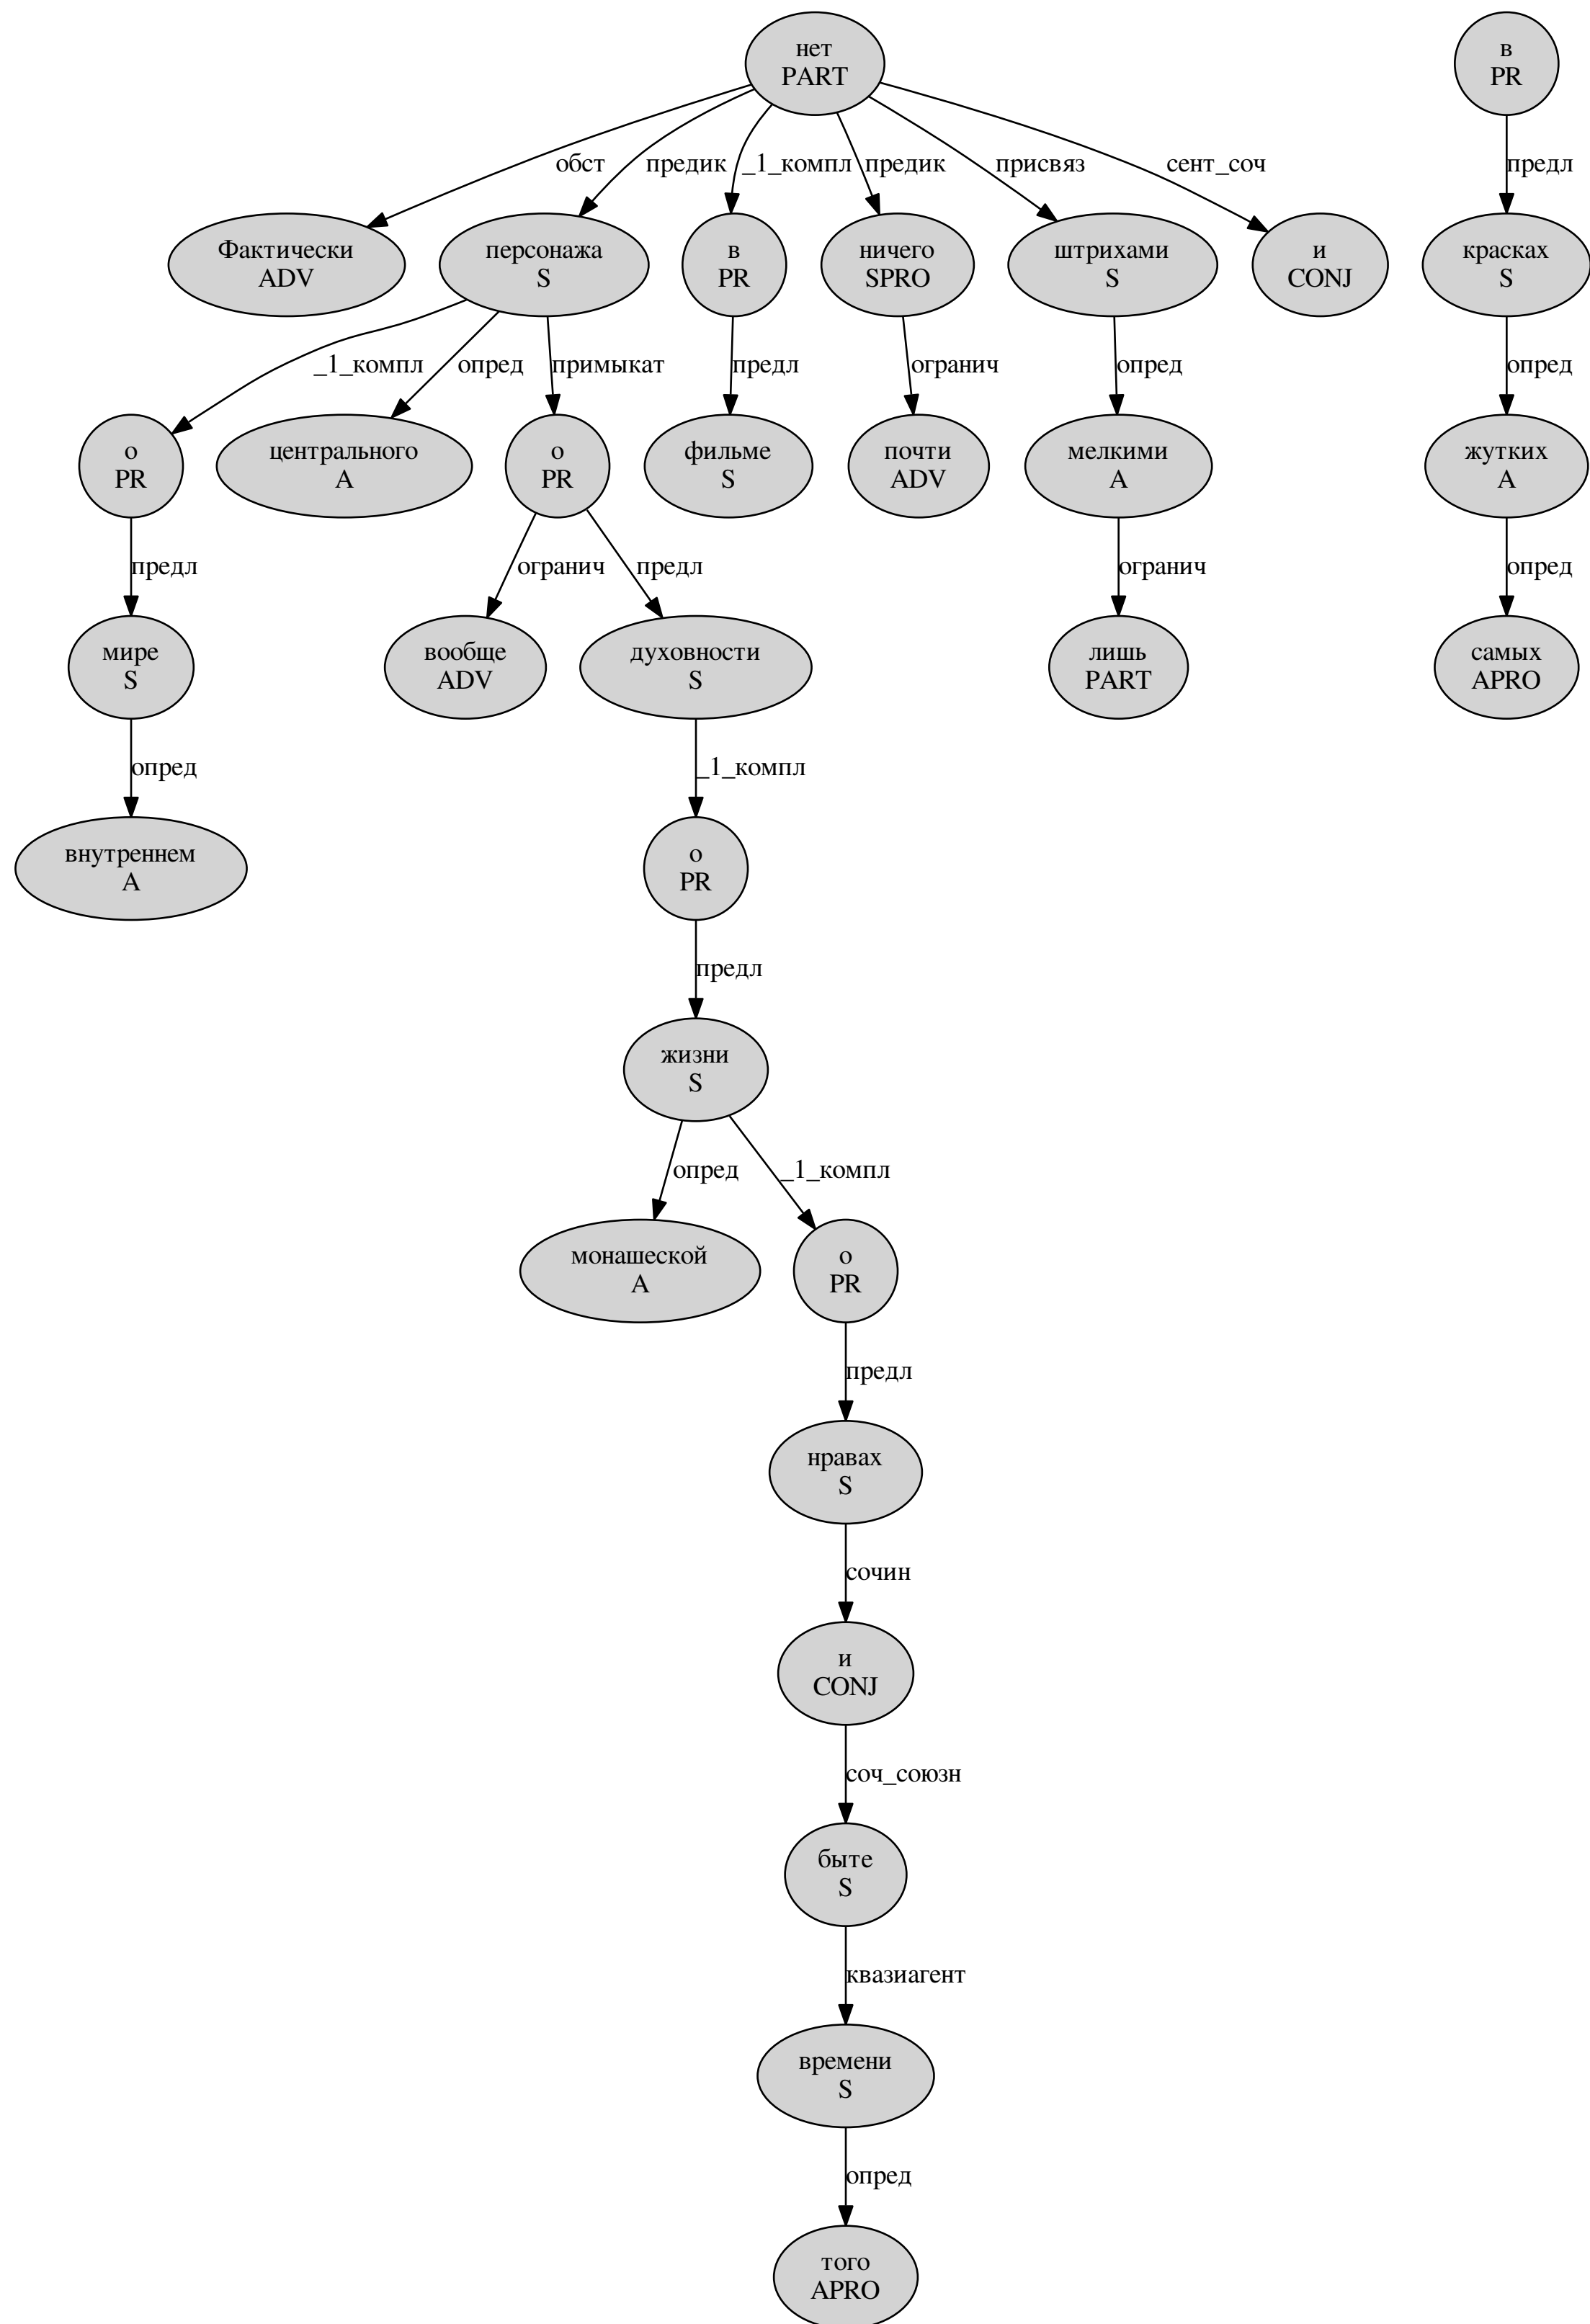 нет
PART
в
PR
обст
предик
_1_компл
предик
присвяз
сент_соч
предл
Фактически
ADV
персонажа
S
в
PR
ничего
SPRO
штрихами
S
и
CONJ
красках
S
_1_компл
опред
примыкат
предл
огранич
опред
опред
о
PR
центрального
A
о
PR
фильме
S
почти
ADV
мелкими
A
жутких
A
предл
огранич
предл
огранич
опред
мире
S
вообще
ADV
духовности
S
лишь
PART
самых
APRO
опред
_1_компл
внутреннем
A
о
PR
предл
жизни
S
опред
_1_компл
монашеской
A
о
PR
предл
нравах
S
сочин
и
CONJ
соч_союзн
быте
S
квазиагент
времени
S
опред
того
APRO